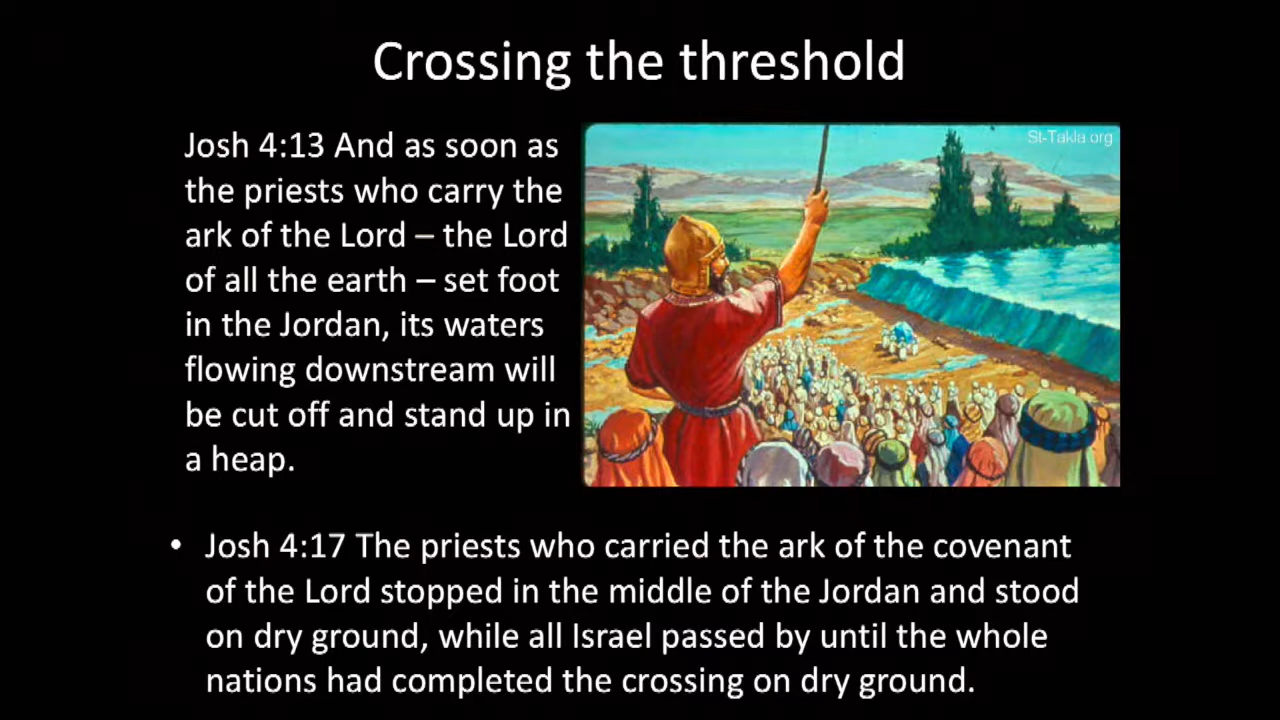 Crossing the threshold
Josh 4:13 And as soon as
the priests who carry the
ark of the Lord – the Lord
of all the earth – set foot
in the Jordan, its waters
flowing downstream will
be cut off and stand up in
a heap.
St-Takla.org
• Josh 4:17 The priests who carried the ark of the covenant
of the Lord stopped in the middle of the Jordan and stood
on dry ground, while all Israel passed by until the whole
nations had completed the crossing on dry ground.